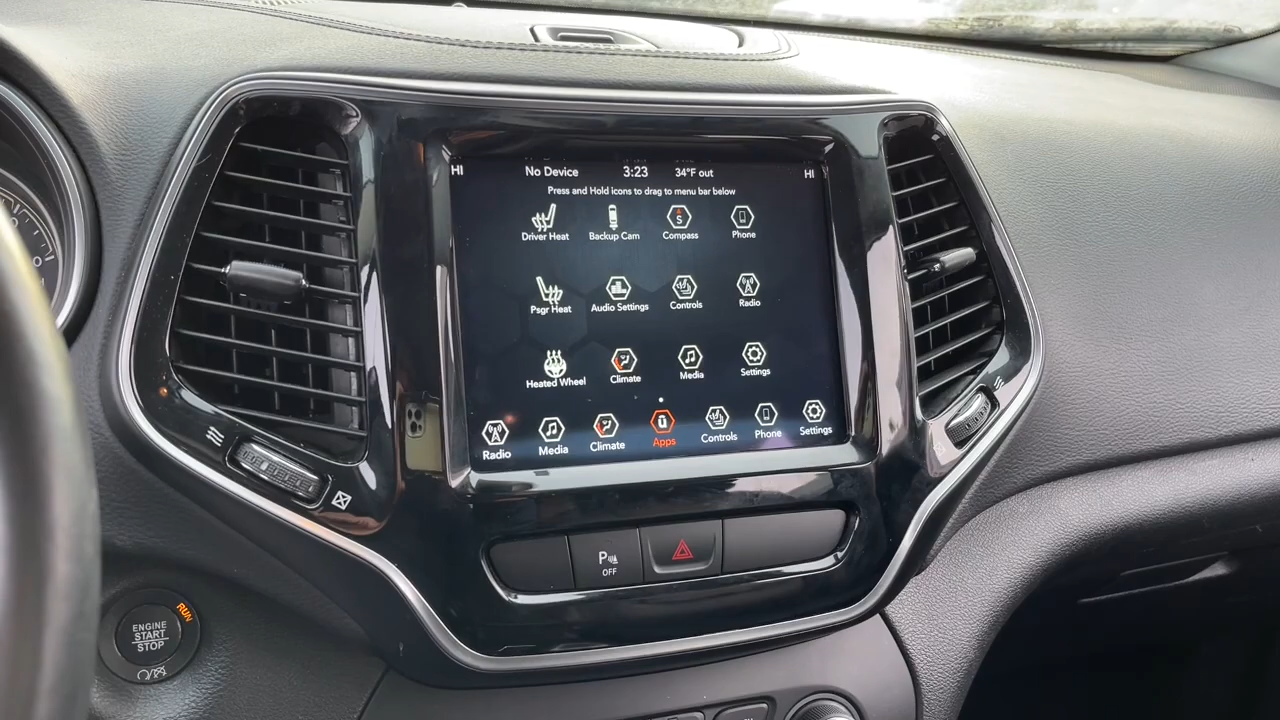 HI No Device 3:23 34°F out HI
Press and Hold icons to drag to menu bar below
S
Driver Heat Backup Cam Compass Phone
Psgr Heat Audio Settings Controls Radio
Heated Wheel Climate Media Settings
Radio Media Climate Apps Controls Phone Settings
P
OFF
RUN
ENGINE
START
STOP